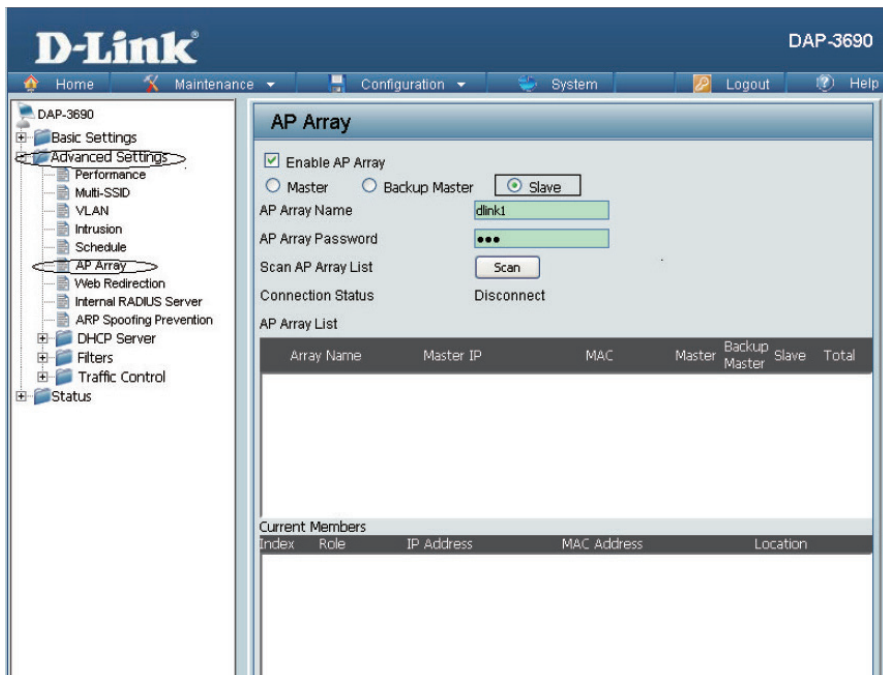 D-Link
DAP-3690
Home Maintenance Configuration System Logout Help
DAP-3690
Basic Settings
Advanced Settings
Performance
Multi-SSID
VLAN
Intrusion
Schedule
AP Array
Web Redirection
Internal RADIUS Server
ARP Spoofing Prevention
DHCP Server
Filters
Traffic Control
Status
AP Array
Enable AP Array
Master Backup Master Slave
AP Array Name dlink1
AP Array Password •••
Scan AP Array List Scan
Connection Status Disconnect
AP Array List
Array Name Master IP MAC Master Backup Master Slave Total
Current Members
Index Role IP Address MAC Address Location